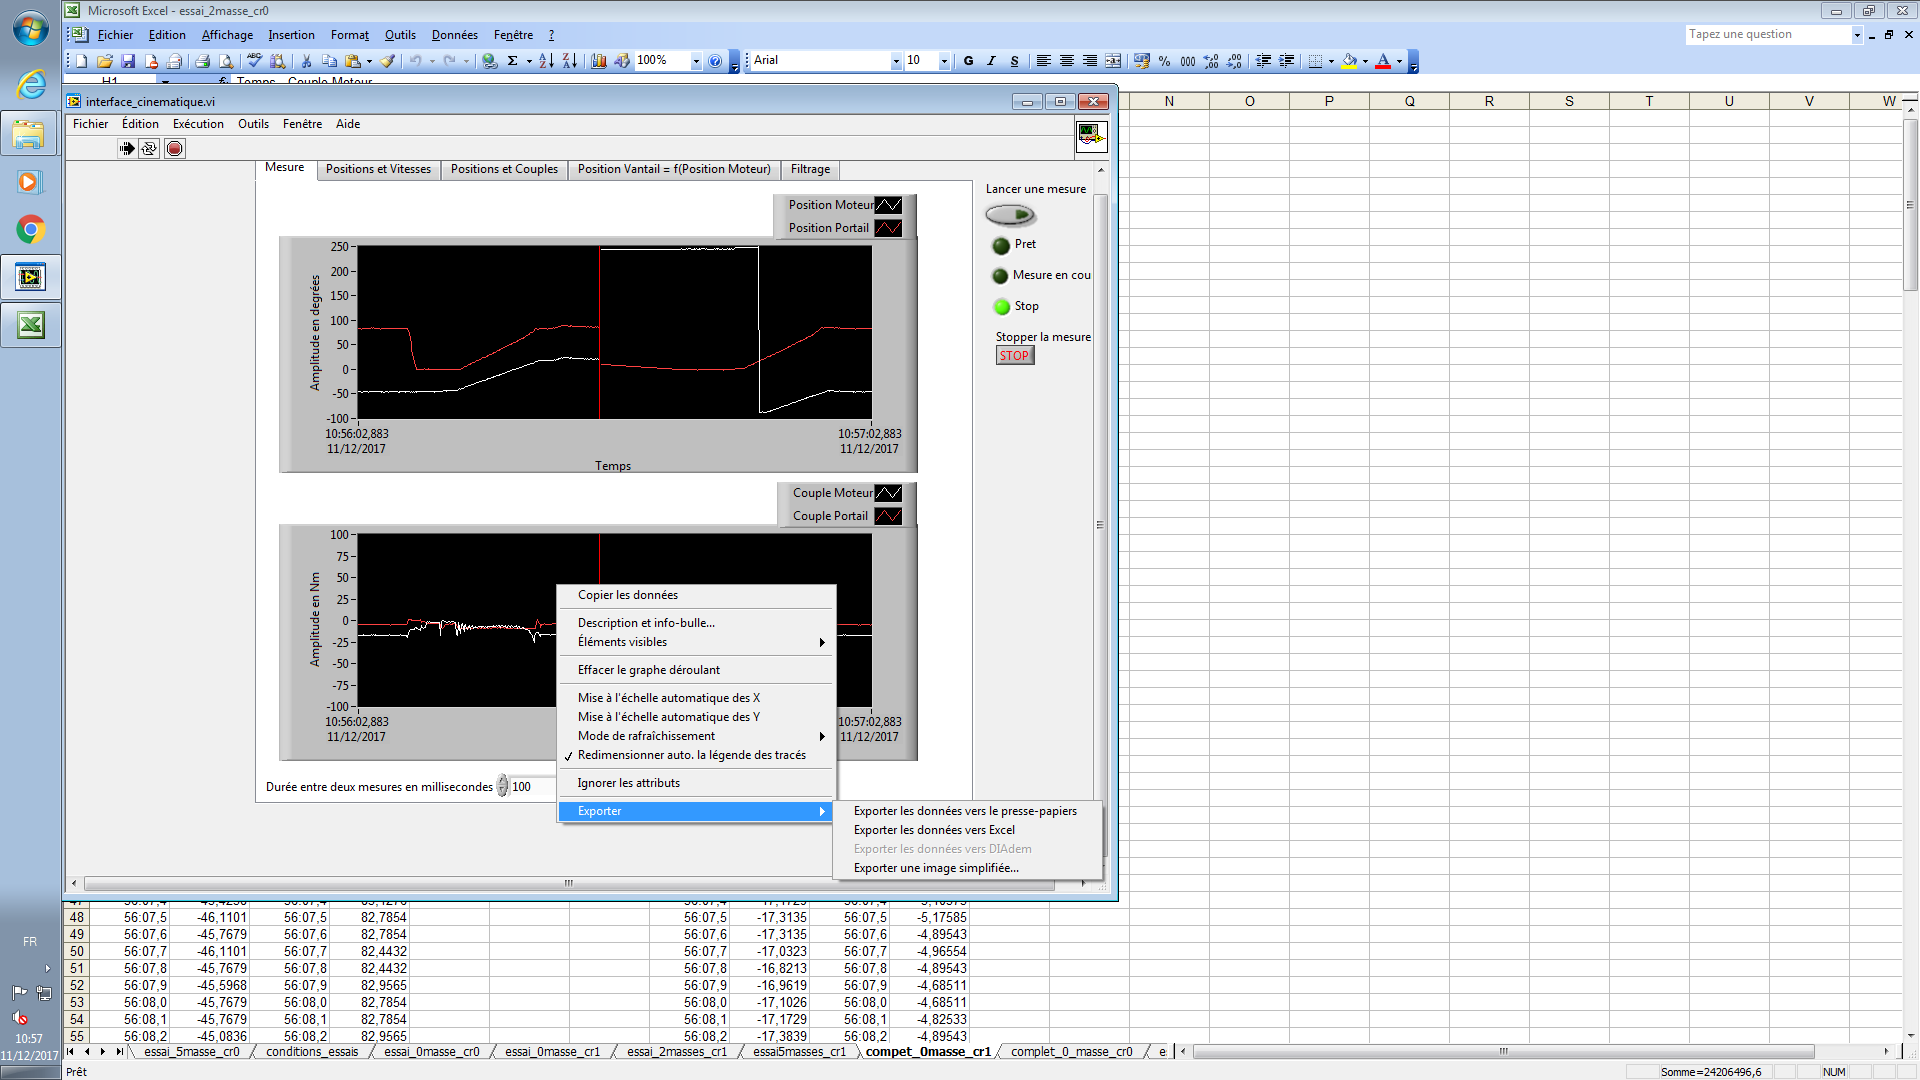 Microsoft Excel - essai_2masse_cr0
Fichier Edition Affichage Insertion Format Outils Données Fenêtre ?
Tapez une question
100%
Arial 10 G I S
H1 Temps - Couple Moteur
interface_cinematique.vi
Fichier Édition Exécution Outils Fenêtre Aide
N O P Q R S T U V W
Mesure Positions et Vitesses Positions et Couples Position Vantail = f(Position Moteur) Filtrage
Position Moteur
Position Portail
Amplitude en degrées
250
200
150
100
50
0
-50
-100
10:56:02,883
11/12/2017
10:57:02,883
11/12/2017
Temps
Couple Moteur
Couple Portail
Amplitude en Nm
100
75
50
25
0
-25
-50
-75
-100
10:56:02,883
11/12/2017
10:57:02,883
11/12/2017
Durée entre deux mesures en millisecondes 100
Lancer une mesure
Pret
Mesure en cou
Stop
Stopper la mesure
STOP
Copier les données
Description et info-bulle...
Éléments visibles
Effacer le graphe déroulant
Mise à l'échelle automatique des X
Mise à l'échelle automatique des Y
Mode de rafraîchissement
Redimensionner auto. la légende des tracés
Ignorer les attributs
Exporter
Exporter les données vers le presse-papiers
Exporter les données vers Excel
Exporter les données vers DIAdem
Exporter une image simplifiée...
48 56:07,5 -46,1101 56:07,5 82,7854 56:07,5 -17,3135 56:07,5 -5,17585
49 56:07,6 -45,7679 56:07,6 82,7854 56:07,6 -17,3135 56:07,6 -4,89543
50 56:07,7 -46,1101 56:07,7 82,4432 56:07,7 -17,0323 56:07,7 -4,96554
51 56:07,8 -45,7679 56:07,8 82,4432 56:07,8 -16,8213 56:07,8 -4,89543
52 56:07,9 -45,5968 56:07,9 82,9565 56:07,9 -16,9619 56:07,9 -4,68511
53 56:08,0 -45,7679 56:08,0 82,7854 56:08,0 -17,1026 56:08,0 -4,68511
54 56:08,1 -45,7679 56:08,1 82,7854 56:08,1 -17,1729 56:08,1 -4,82533
55 56:08,2 -45,0836 56:08,2 82,9565 56:08,2 -17,3839 56:08,2 -4,89543
essai_5masse_cr0 conditions_essais essai_0masse_cr0 essai_0masse_cr1 essai_2masses_cr1 essai5masses_cr1 compet_0masse_cr1 complet_0_masse_cr0 e
Prêt Somme=24206496,6 NUM
FR
10:57
11/12/2017